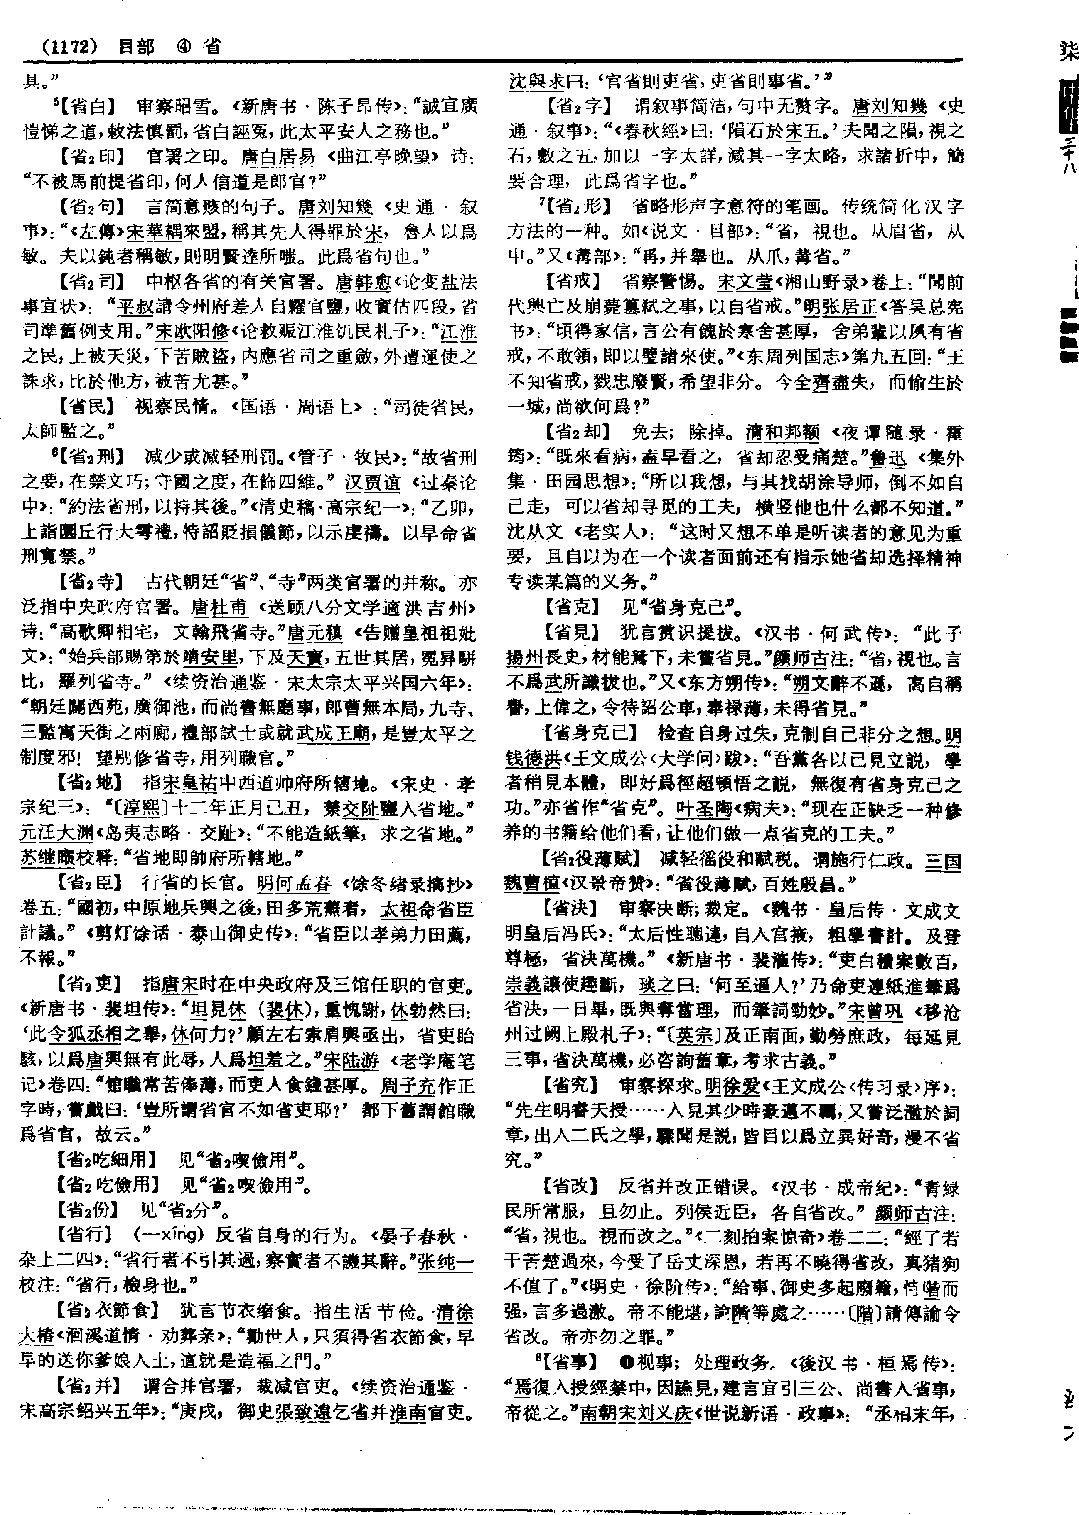 (1172) 目部 ④ 省
具。”
⁵【省白】 审察昭雪。《新唐书·陈子昂传》：“誠宜廣
愷悌之道，敕法慎罰，省白誣冤，此太平安人之務也。”
【省₂印】 官署之印。唐白居易《曲江亭晚望》诗：
“不被馬前提省印，何人信道是郎官？”
【省₂句】 言简意赅的句子。唐刘知幾《史通·叙
事》：“《左傳》宋華耦來盟，稱其先人得罪於宋，魯人以爲
敏。夫以鈍者稱敏，則明賢達所嗤。此爲省句也。”
【省₂司】 中枢各省的有关官署。唐韩愈《论变盐法
事宜状》：“平叔請令州府差人自糶官鹽，收實估匹段，省
司準舊例支用。”宋欧阳修《论救赈江淮饥民札子》：“江淮
之民，上被天災，下苦賊盜，内應省司之重斂，外遭運使之
誅求，比於他方，被苦尤甚。”
【省民】 视察民情。《国语·周语上》：“司徒省民，
太師監之。”
⁶【省₂刑】 减少或减轻刑罚。《管子·牧民》：“故省刑
之要，在禁文巧；守國之度，在飾四維。”汉贾谊《过秦论
中》：“約法省刑，以持其後。”《清史稿·高宗纪一》：“乙卯，
上詣圜丘行大雩禮，特詔貶損儀節，以示虔禱。以旱命省
刑寬禁。”
【省₂寺】 古代朝廷“省”、“寺”两类官署的并称。亦
泛指中央政府官署。唐杜甫《送顾八分文学適洪吉州》
诗：“高歌卿相宅，文翰飛省寺。”唐元稹《告赠皇祖祖妣
文》：“始兵部賜第於靖安里，下及天寶，五世其居，冕昇駢
比，羅列省寺。”《续资治通鉴·宋太宗太平兴国六年》：
“朝廷闢西苑，廣御池，而尚書無廳事，郎曹無本局，九寺、
三監寓天街之兩廊，禮部試士或就武成王廟，是豈太平之
制度邪！望别修省寺，用列職官。”
【省₂地】 指宋皇祐中西道帅府所辖地。《宋史·孝
宗纪三》：“〔淳熙〕十二年正月己丑，禁交阯鹽入省地。”
元汪大渊《岛夷志略·交趾》：“不能造紙筆，求之省地。”
苏继廎校释：“省地即帥府所轄地。”
【省₂臣】 行省的长官。明何孟春《馀冬绪录摘抄》
卷五：“國初，中原地兵興之後，田多荒蕪者，太祖命省臣
計議。”《剪灯馀话·泰山御史传》：“省臣以孝弟力田薦，
不報。”
【省₂吏】 指唐宋时在中央政府及三馆任职的官吏。
《新唐书·裴坦传》：“坦見休（裴休），重愧謝，休勃然曰：
‘此令狐丞相之舉，休何力？’顧左右索肩輿亟出，省吏眙
駭，以爲唐興無有此辱，人爲坦羞之。”宋陆游《老学庵笔
记》卷四：“館職常苦俸薄，而吏人食錢甚厚。周子充作正
字時，嘗戲曰：‘豈所謂省官不如省吏耶？’都下舊謂館職
爲省官，故云。”
【省₂吃細用】 见“省₂喫儉用”。
【省₂吃儉用】 见“省₂喫儉用”。
【省₂份】 见“省₂分”。
【省行】 （—xíng）反省自身的行为。《晏子春秋·
杂上二四》：“省行者不引其過，察實者不譏其辭。”张纯一
校注：“省行，檢身也。”
【省₂衣節食】 犹言节衣缩食。指生活节俭。清徐
大椿《洄溪道情·劝葬亲》：“勸世人，只須得省衣節食，早
早的送你爹娘入土，這就是造福之門。”
【省₂并】 谓合并官署，裁减官吏。《续资治通鉴·
宋高宗绍兴五年》：“庚戌，御史張致遠乞省并淮南官吏。
沈與求曰：‘官省則吏省，吏省則事省。’”
【省₂字】 谓叙事简洁，句中无赘字。唐刘知幾《史
通·叙事》：“《春秋經》曰：‘隕石於宋五。’夫聞之隕，視之
石，數之五，加以一字太詳，減其一字太略，求諸折中，簡
要合理，此爲省字也。”
⁷【省₂形】 省略形声字意符的笔画。传统简化汉字
方法的一种。如《说文·目部》：“省，視也。从眉省，从
屮。”又《冓部》：“再，并舉也。从爪，冓省。”
【省戒】 省察警惕。宋文莹《湘山野录》卷上：“聞前
代興亡及崩薨篡弑之事，以自省戒。”明张居正《答吴总宪
书》：“頃得家信，言公有餽於寒舍甚厚，舍弟輩以夙有省
戒，不敢領，即以璧諸來使。”《东周列国志》第九五回：“王
不知省戒，戮忠廢賢，希望非分。今全齊盡失，而偷生於
一城，尚欲何爲？”
【省₂却】 免去；除掉。清和邦额《夜谭随录·霍
筠》：“既來看病，盍早看之，省却忍受痛楚。”鲁迅《集外
集·田园思想》：“所以我想，与其找胡涂导师，倒不如自
己走，可以省却寻觅的工夫，横竖他也什么都不知道。”
沈从文《老实人》：“这时又想不单是听读者的意见为重
要，且自以为在一个读者面前还有指示她省却选择精神
专读某篇的义务。”
【省克】 见“省身克己”。
【省見】 犹言赏识提拔。《汉书·何武传》：“此子
揚州長史，材能駑下，未嘗省見。”颜师古注：“省，視也。言
不爲武所識拔也。”又《东方朔传》：“朔文辭不遜，高自稱
譽，上偉之，令待詔公車，奉禄薄，未得省見。”
【省身克己】 检查自身过失，克制自己非分之想。明
钱德洪《王文成公〈大学问〉跋》：“吾黨各以己見立説，學
者稍見本體，即好爲徑超頓悟之説，無復有省身克己之
功。”亦省作“省克”。叶圣陶《病夫》：“现在正缺乏一种修
养的书籍给他们看，让他们做一点省克的工夫。”
【省₂役薄賦】 减轻徭役和赋税。谓施行仁政。三国
魏曹植《汉景帝赞》：“省役薄賦，百姓殷昌。”
【省決】 审察决断；裁定。《魏书·皇后传·文成文
明皇后冯氏》：“太后性聰達，自入宫掖，粗學書計。及登
尊極，省決萬機。”《新唐书·裴漼传》：“吏白積案數百，
崇義讓使趣斷，琰之曰：‘何至逼人？’乃命吏連紙進筆爲
省決，一日畢，既與奪當理，而筆詞勁妙。”宋曾巩《移沧
州过阙上殿札子》：“〔英宗〕及正南面，勤勞庶政，每延見
三事，省決萬機，必咨詢舊章，考求古義。”
【省究】 审察探求。明徐爱《王文成公〈传习录〉序》：
“先生明睿天授……人見其少時豪邁不羈，又嘗泛濫於詞
章，出入二氏之學，驟聞是説，皆目以爲立異好奇，漫不省
究。”
【省改】 反省并改正错误。《汉书·成帝纪》：“青緑
民所常服，且勿止。列侯近臣，各自省改。”颜师古注：
“省，視也。視而改之。”《二刻拍案惊奇》卷二二：“經了若
干苦楚過來，今受了岳丈深恩，若再不曉得省改，真猪狗
不值了。”《明史·徐阶传》：“給事、御史多起廢籍，恃階而
强，言多過激。帝不能堪，諭階等處之……〔階〕請傳諭令
省改。帝亦勿之罪。”
⁸【省事】 ❶视事；处理政务。《後汉书·桓焉传》：
“焉復入授經禁中，因讌見，建言宜引三公、尚書入省事，
帝從之。”南朝宋刘义庆《世说新语·政事》：“丞相末年，